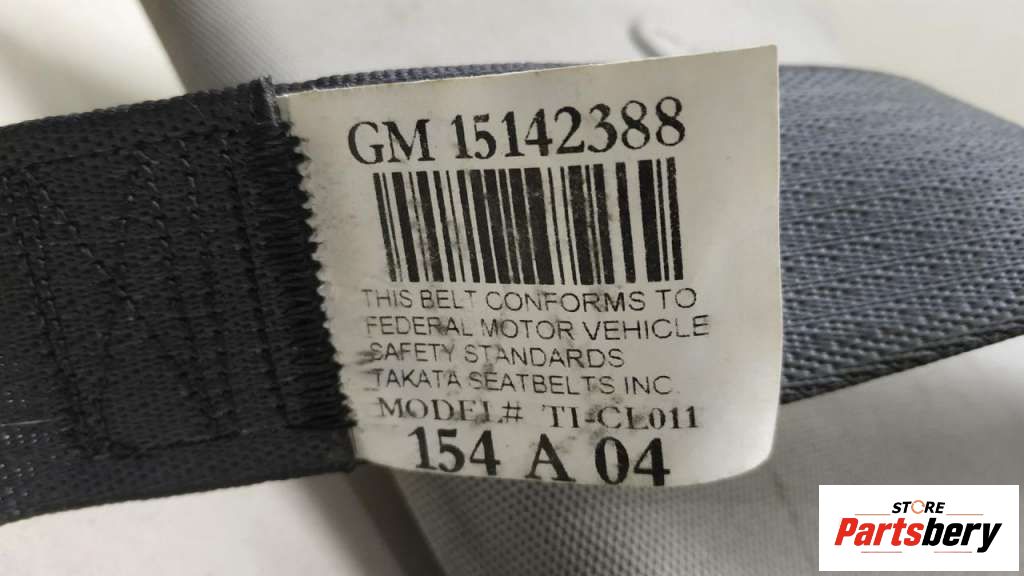 GM 15142388
THIS BELT CONFORMS TO
FEDERAL MOTOR VEHICLE
SAFETY STANDARDS
TAKATA SEATBELTS INC.
MODEL# TI-CL011
154 A 04
STORE
Partsbery